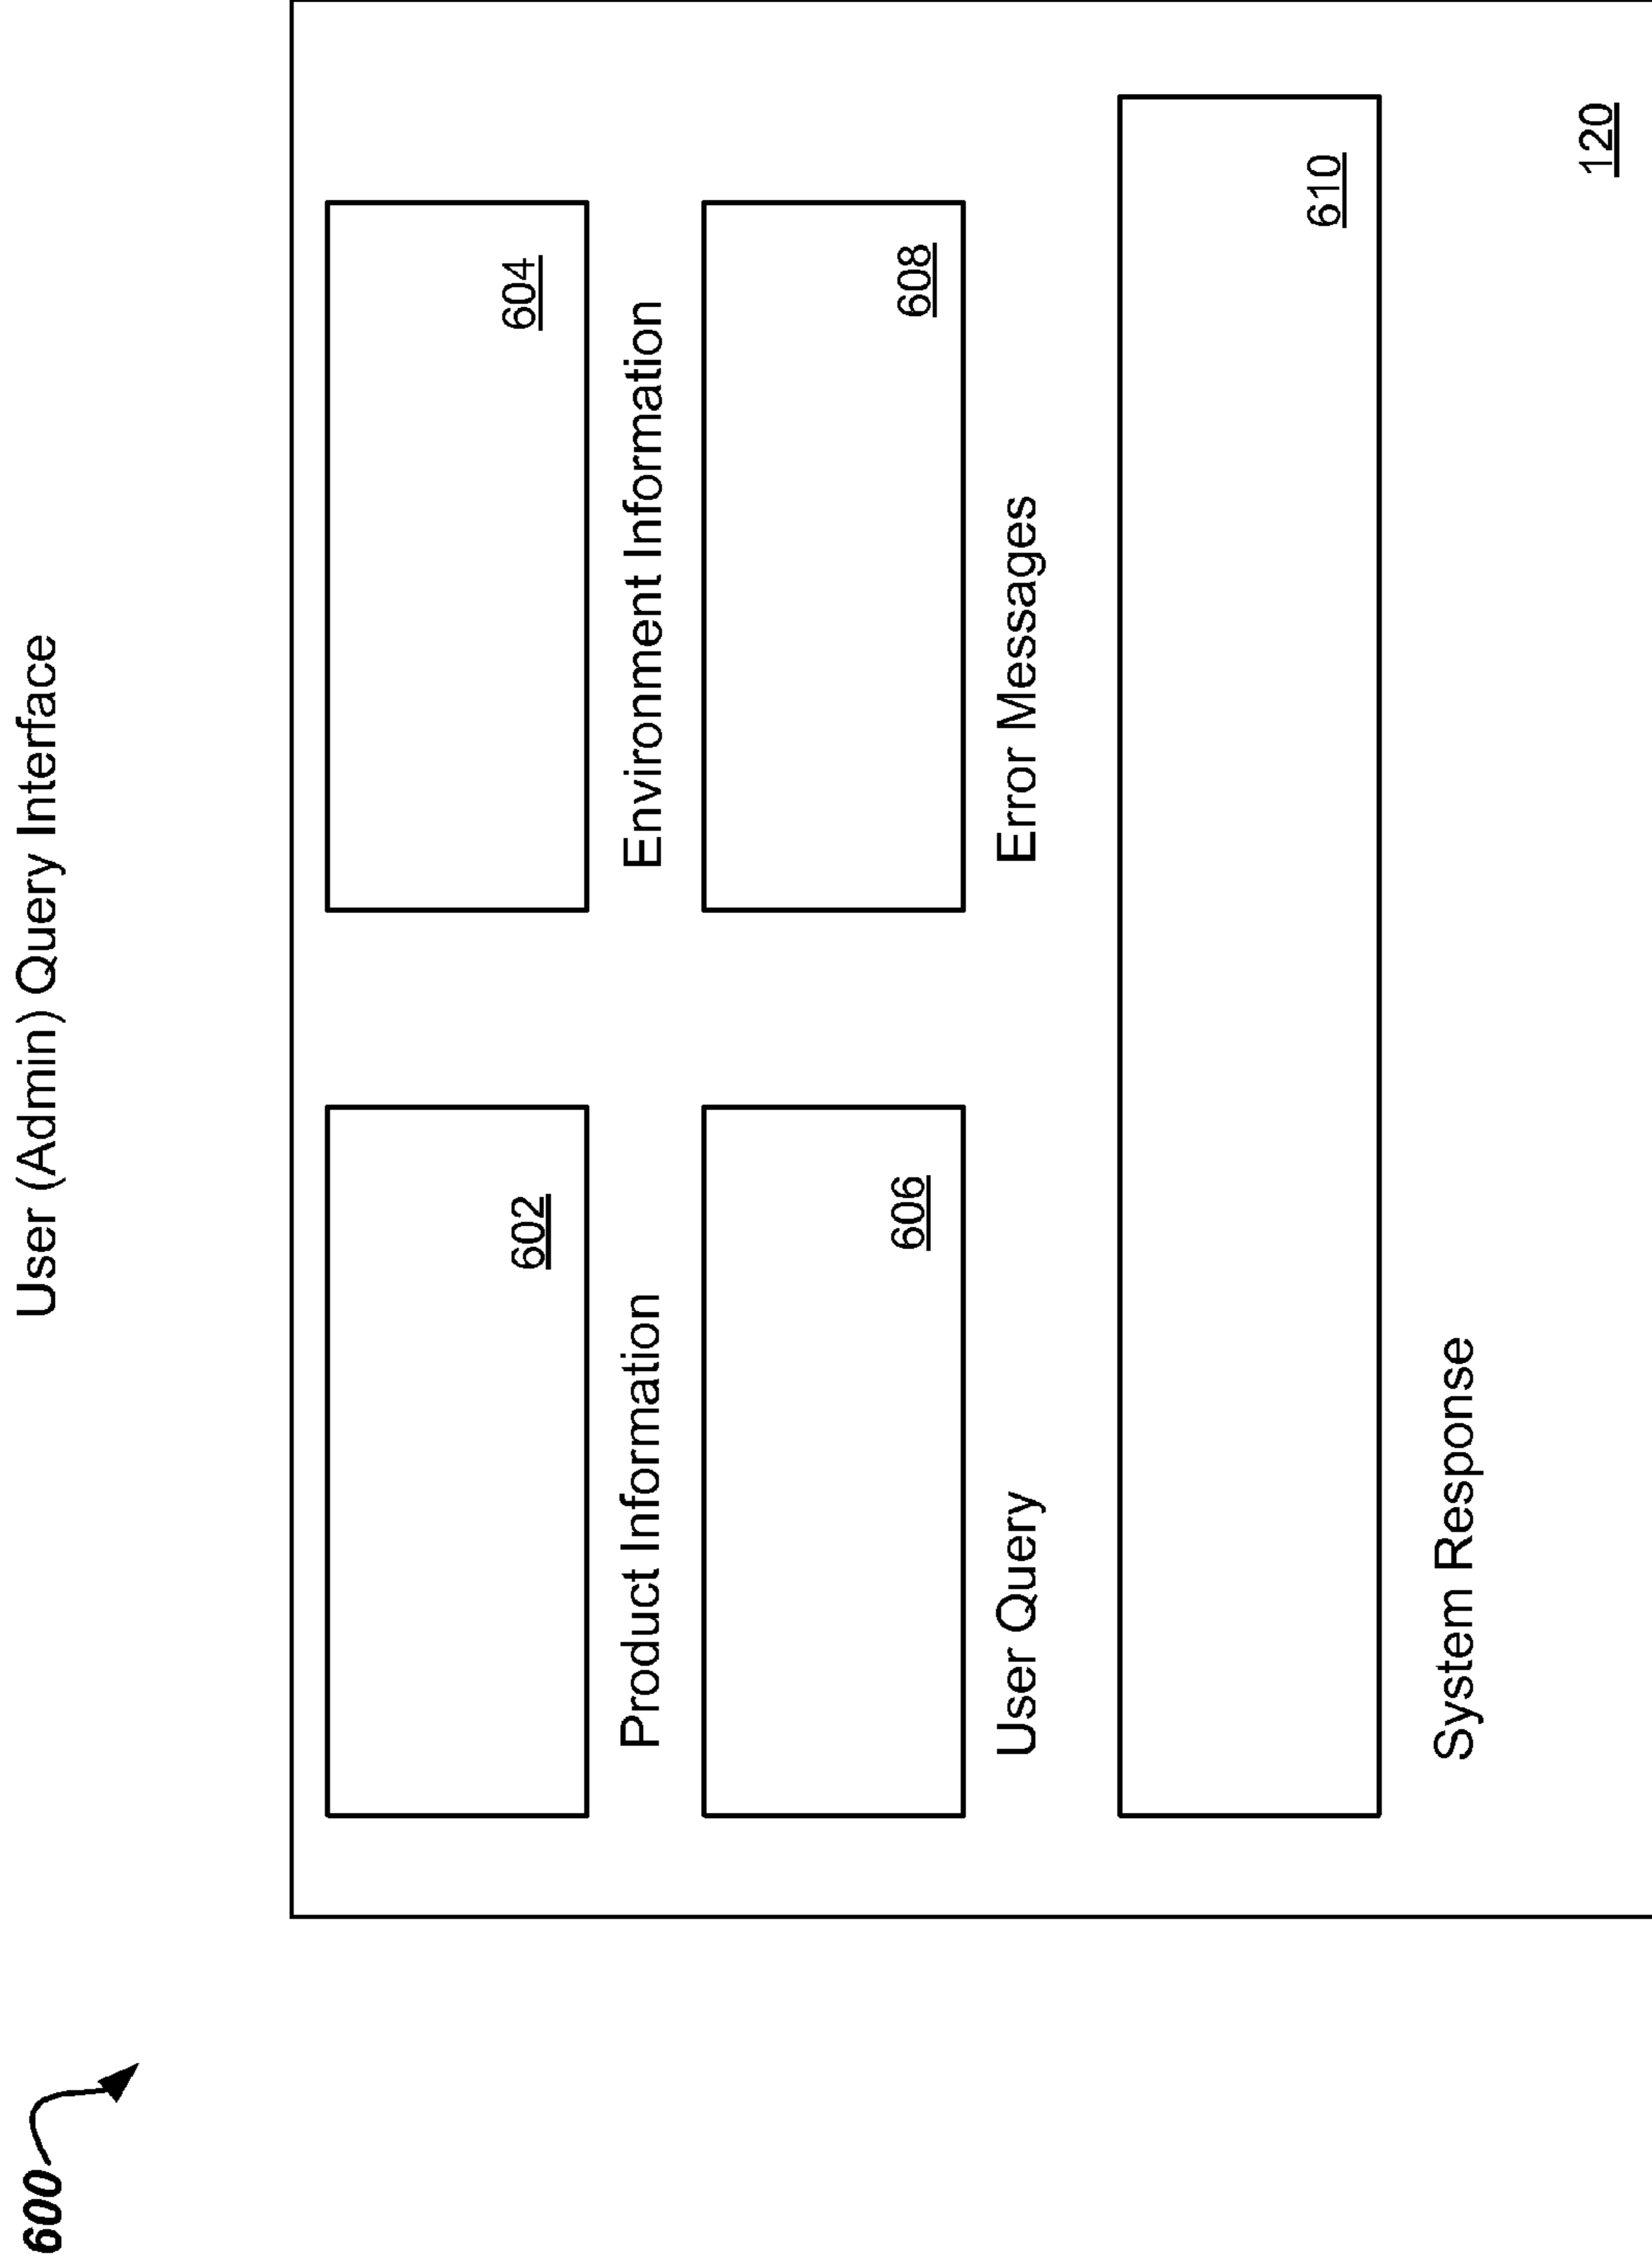 600
User (Admin) Query Interface
602
604
Product Information
Environment Information
606
608
User Query
Error Messages
610
System Response
120